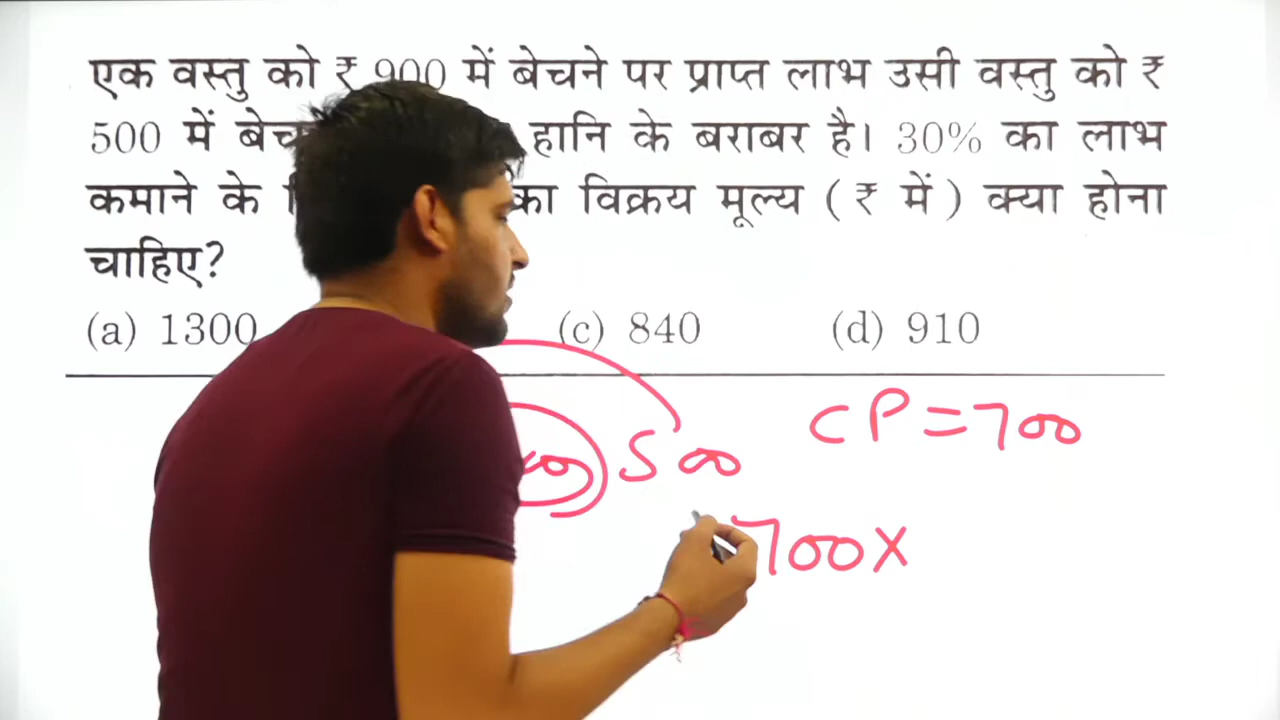 एक वस्तु को ₹ 900 में बेचने पर प्राप्त लाभ उसी वस्तु को ₹
500 में हानि के बराबर है। 30% का लाभ
कमाने के का विक्रय मूल्य ( ₹ में ) क्या होना
चाहिए?
(a) 1300 (c) 840 (d) 910
500 CP=700
700×